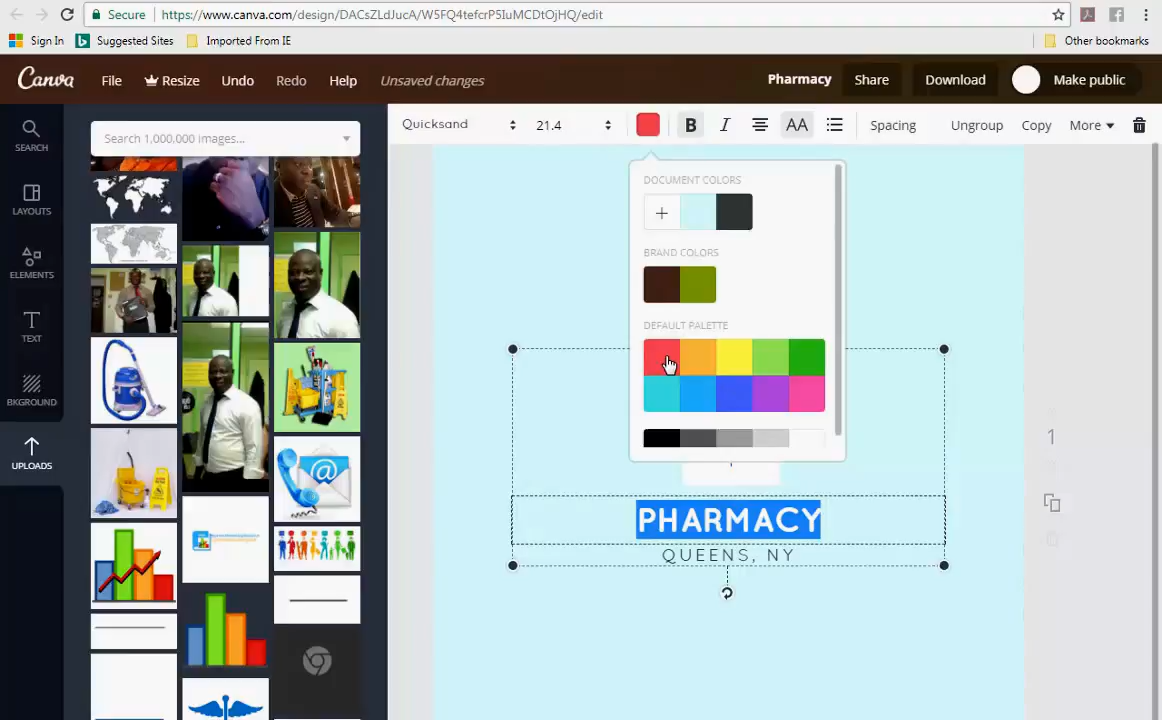 Secure https://www.canva.com/design/DACsZLdJucA/W5FQ4tefcrP5IuMCDtOjHQ/edit
Sign In Suggested Sites Imported From IE Other bookmarks
Canva File Resize Undo Redo Help Unsaved changes Pharmacy Share Download Make public
Quicksand 21.4 B I AA Spacing Ungroup Copy More
Search 1,000,000 images...
SEARCH
LAYOUTS
ELEMENTS
TEXT
BKGROUND
UPLOADS
DOCUMENT COLORS
+
BRAND COLORS
DEFAULT PALETTE
1
PHARMACY
QUEENS, NY